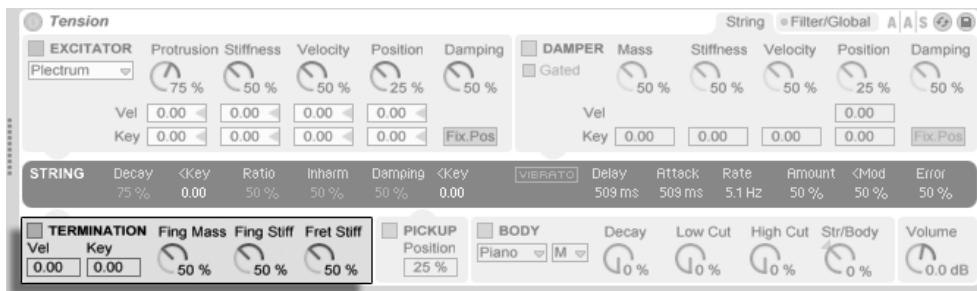 Tension String Filter/Global A A S
EXCITATOR Protrusion Stiffness Velocity Position Damping
Plectrum 75 % 50 % 50 % 25 % 50 %
Vel 0.00 0.00 0.00 0.00
Key 0.00 0.00 0.00 0.00 Fix.Pos
DAMPER Mass Stiffness Velocity Position Damping
Gated 50 % 50 % 50 % 25 % 50 %
Vel 0.00
Key 0.00 0.00 0.00 0.00 Fix.Pos
STRING Decay <Key Ratio Inharm Damping <Key VIBRATO Delay Attack Rate Amount <Mod Error
75 % 0.00 50 % 50 % 50 % 0.00 509 ms 509 ms 5.1 Hz 50 % 50 % 50 %
TERMINATION Fing Mass Fing Stiff Fret Stiff
Vel Key
0.00 0.00 50 % 50 % 50 %
PICKUP
Position
25 %
BODY Decay Low Cut High Cut Str/Body
Piano M 0 % 0 % 0 % 0 %
Volume
0.0 dB